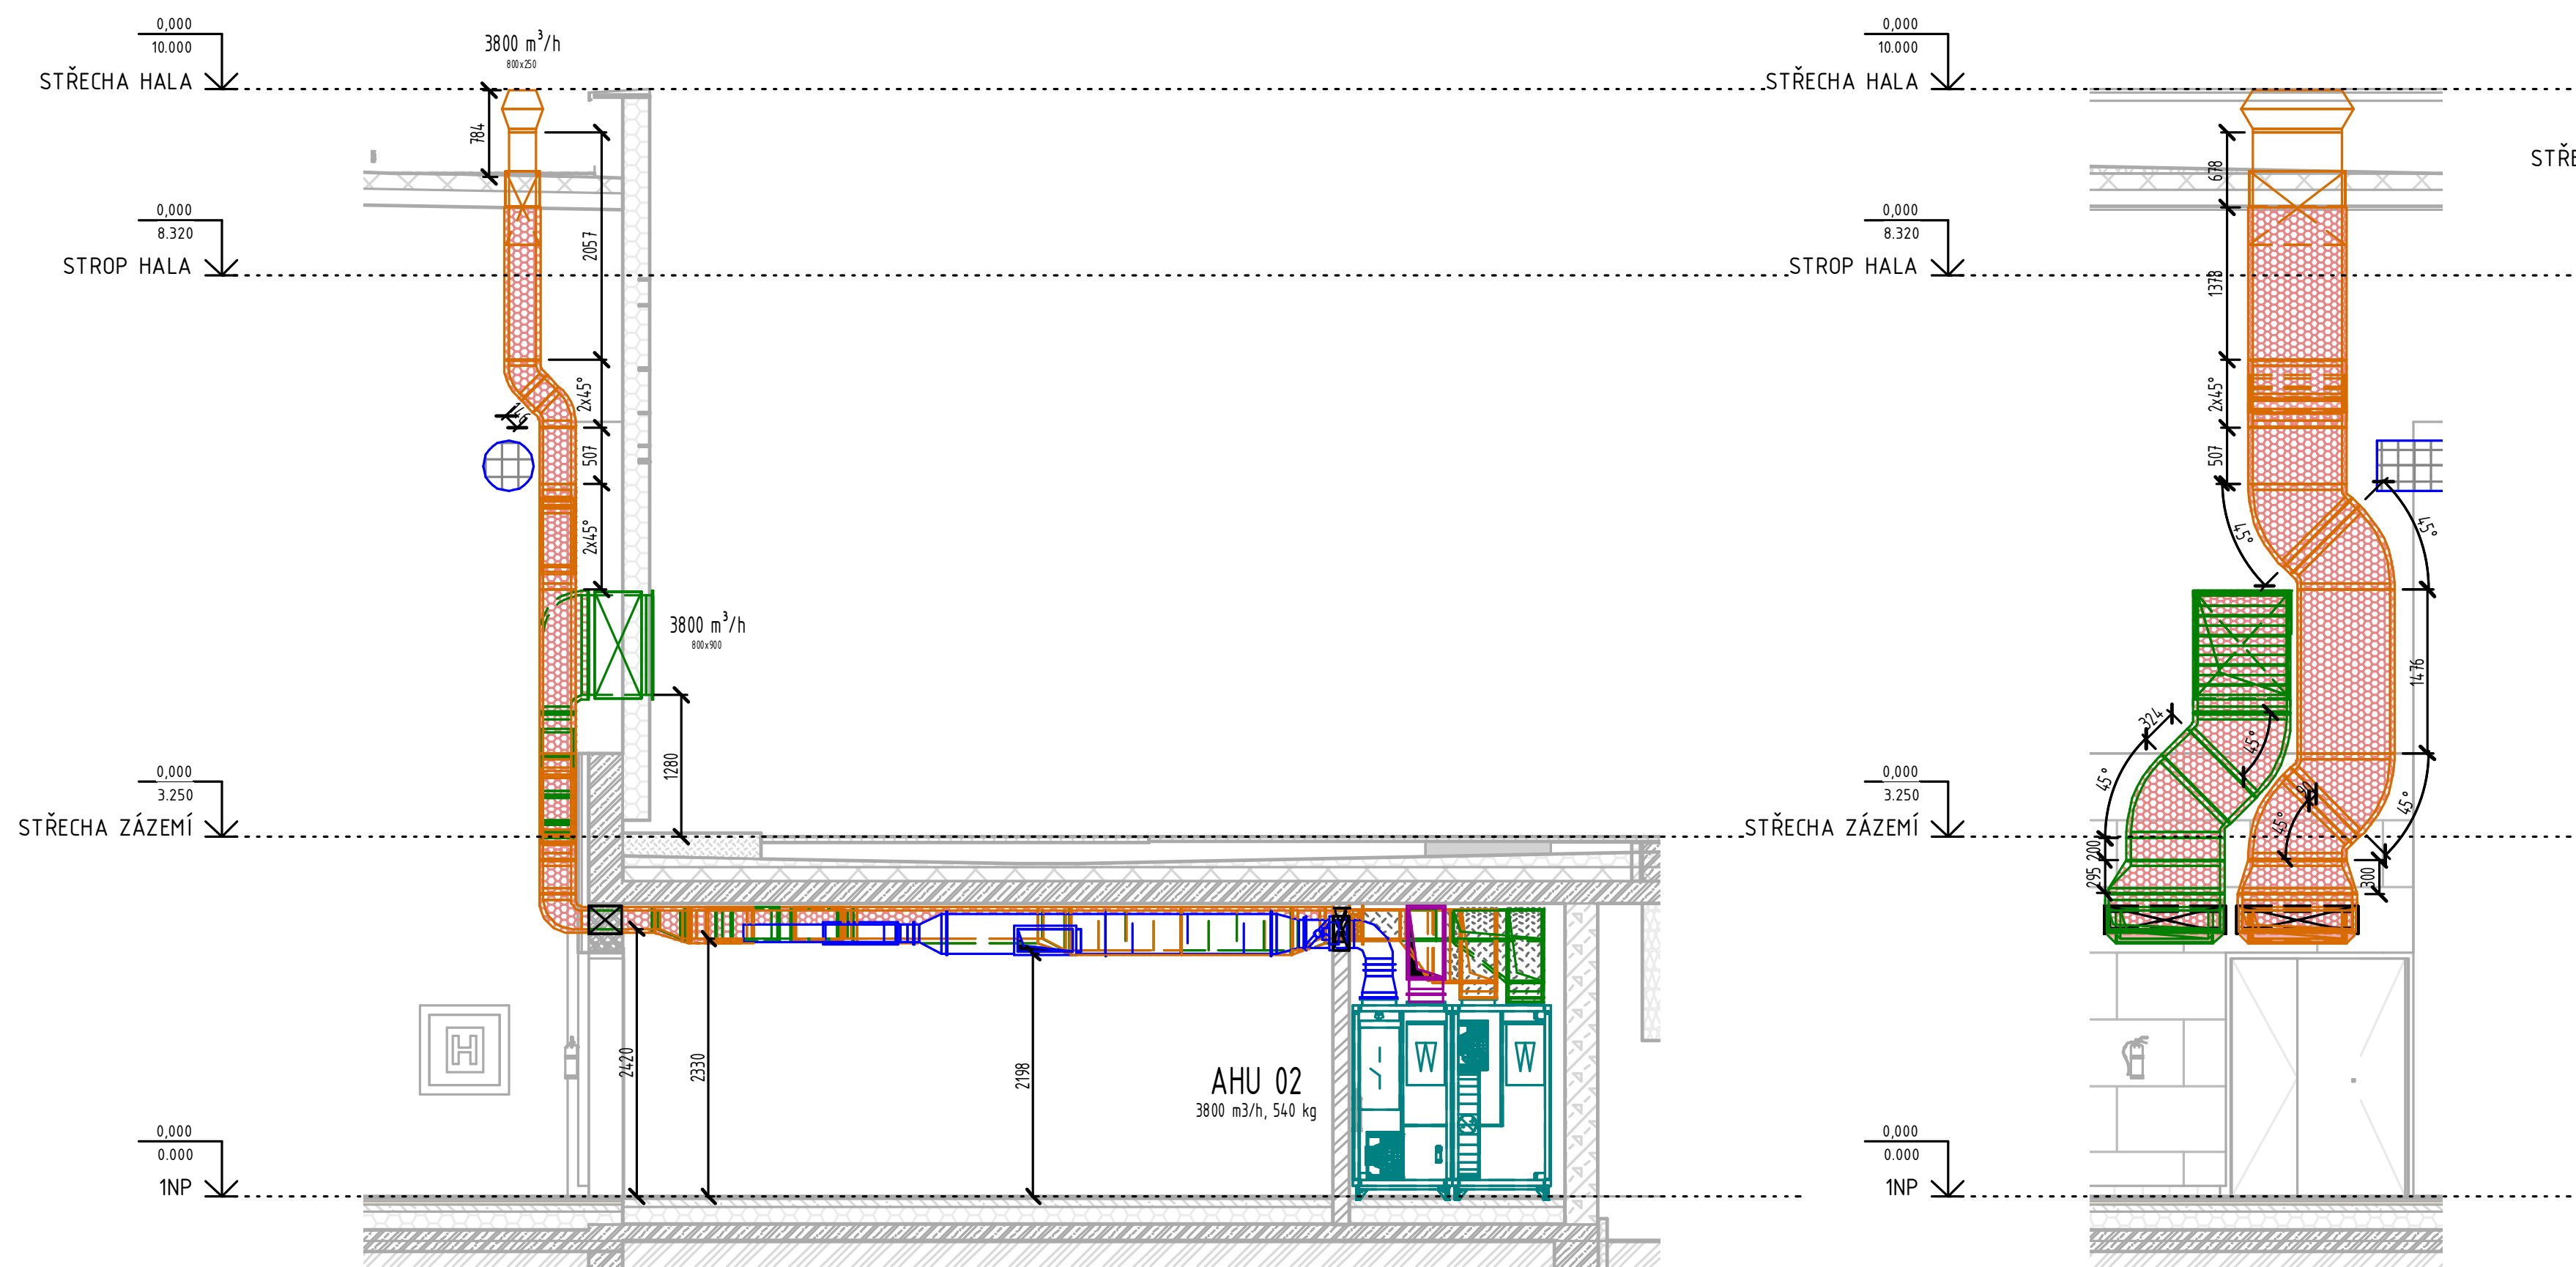 0,000
10.000
STŘECHA HALA
3800 m³/h
800x250
784
0,000
8.320
STROP HALA
2057
2x45°
146
507
2x45°
3800 m³/h
800x900
1280
0,000
3.250
STŘECHA ZÁZEMÍ
H
2420
2330
2198
AHU 02
3800 m3/h, 540 kg
W
W
0,000
0.000
1NP
0,000
10.000
STŘECHA HALA
678
0,000
8.320
STROP HALA
1378
2x45°
507
45°
45°
1476
324
45°
45°
45°
45°
200
295
300
0,000
3.250
STŘECHA ZÁZEMÍ
0,000
0.000
1NP
STŘE